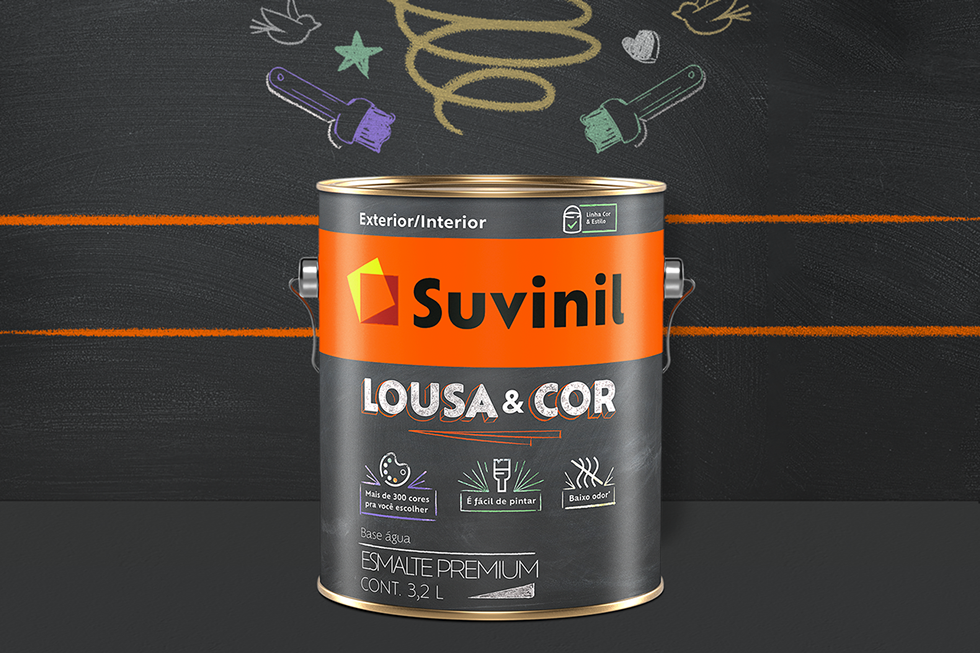 Exterior/Interior
Linha Cor
& Estilo
Suvinil
LOUSA & COR
Mais de 300 cores
pra você escolher
É fácil de pintar
Baixo odor*
Base água
ESMALTE PREMIUM
CONT. 3,2 L